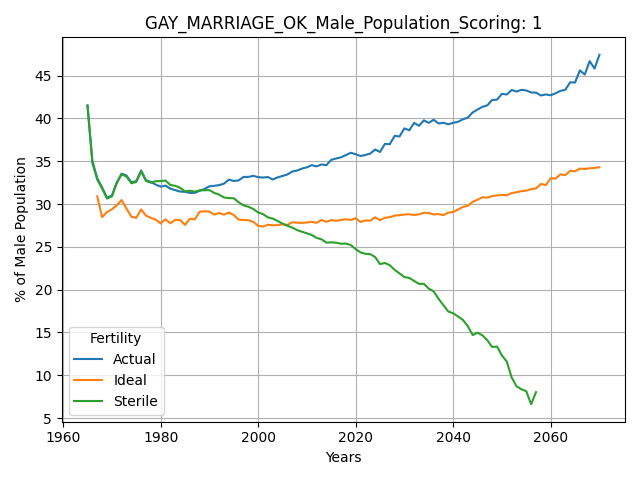 GAY_MARRIAGE_OK_Male_Population_Scoring: 1
% of Male Population
45
40
35
30
25
20
15
10
5
Fertility
Actual
Ideal
Sterile
1960 1980 2000 2020 2040 2060
Years